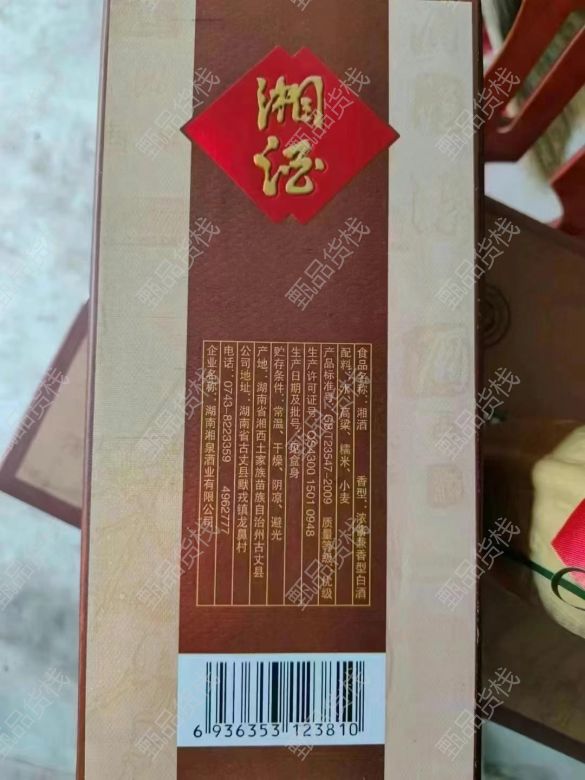 湘酒
食品名称：湘酒 香型：浓酱兼香型白酒
配料：水、高粱、糯米、小麦
产品标准号：GB/T23547-2009 质量等级：优级
生产许可证号：QS4300 1501 0948
生产日期及批号：见盒身
贮存条件：常温、干燥、阴凉、避光
产地：湖南省湘西土家族苗族自治州古丈县
公司地址：湖南省古丈县默戎镇龙鼻村
电话：0743-8223359 4962777
企业名称：湖南湘泉酒业有限公司
6 936353 123810
甄品货栈